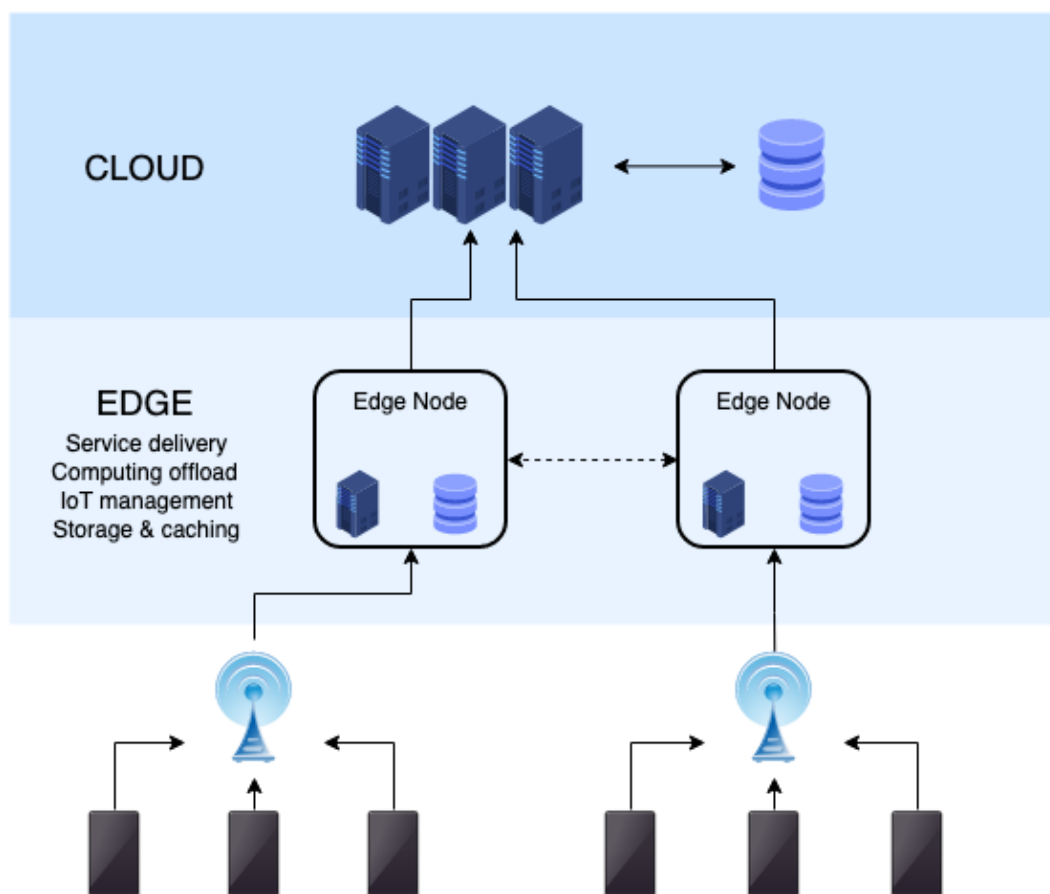 CLOUD
EDGE
Service delivery
Computing offload
IoT management
Storage & caching
Edge Node
Edge Node